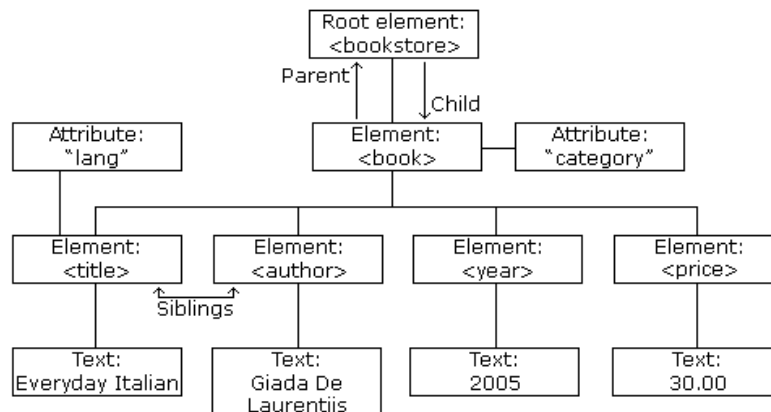 Root element:
<bookstore>
Parent
Child
Attribute:
"lang"
Element:
<book>
Attribute:
"category"
Element:
<title>
Element:
<author>
Element:
<year>
Element:
<price>
Siblings
Text:
Everyday Italian
Text:
Giada De
Laurentiis
Text:
2005
Text:
30.00